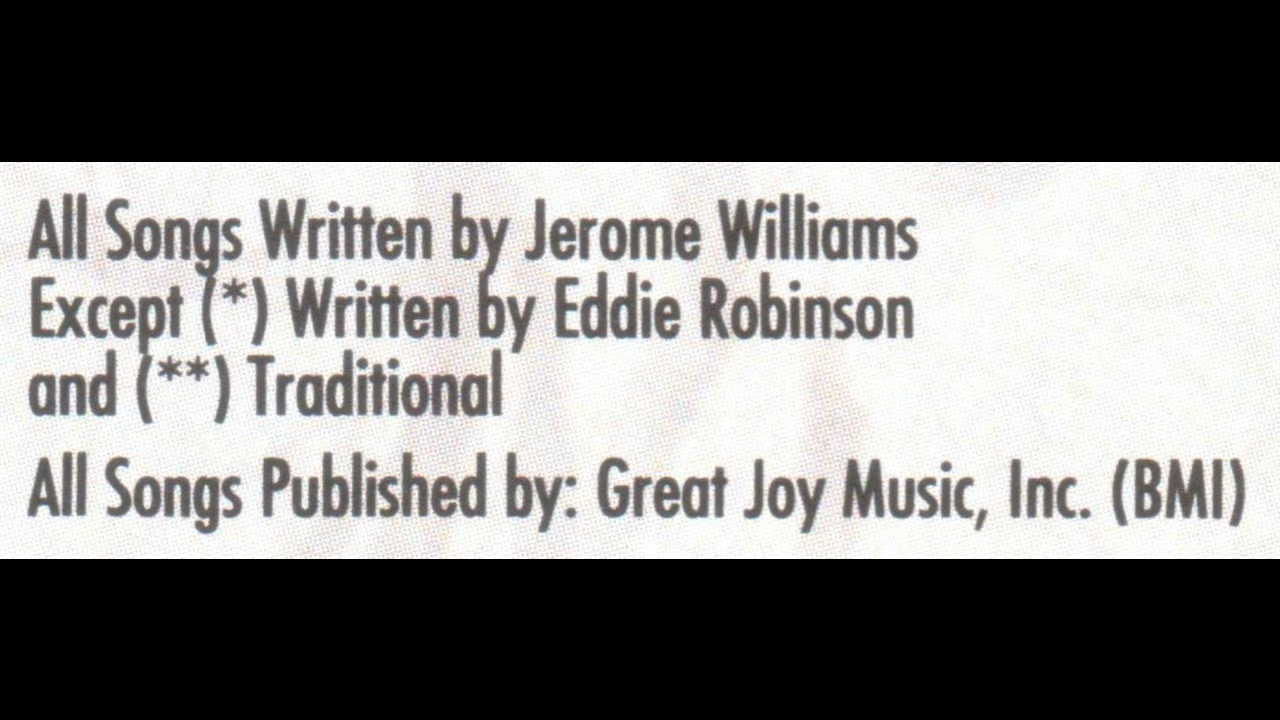 All Songs Written by Jerome Williams
Except (*) Written by Eddie Robinson
and (**) Traditional
All Songs Published by: Great Joy Music, Inc. (BMI)